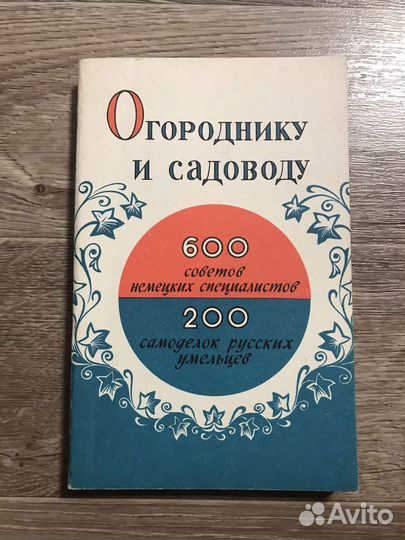 Огороднику
и садоводу
600
советов
немецких специалистов
200
самоделок русских
умельцев
Avito